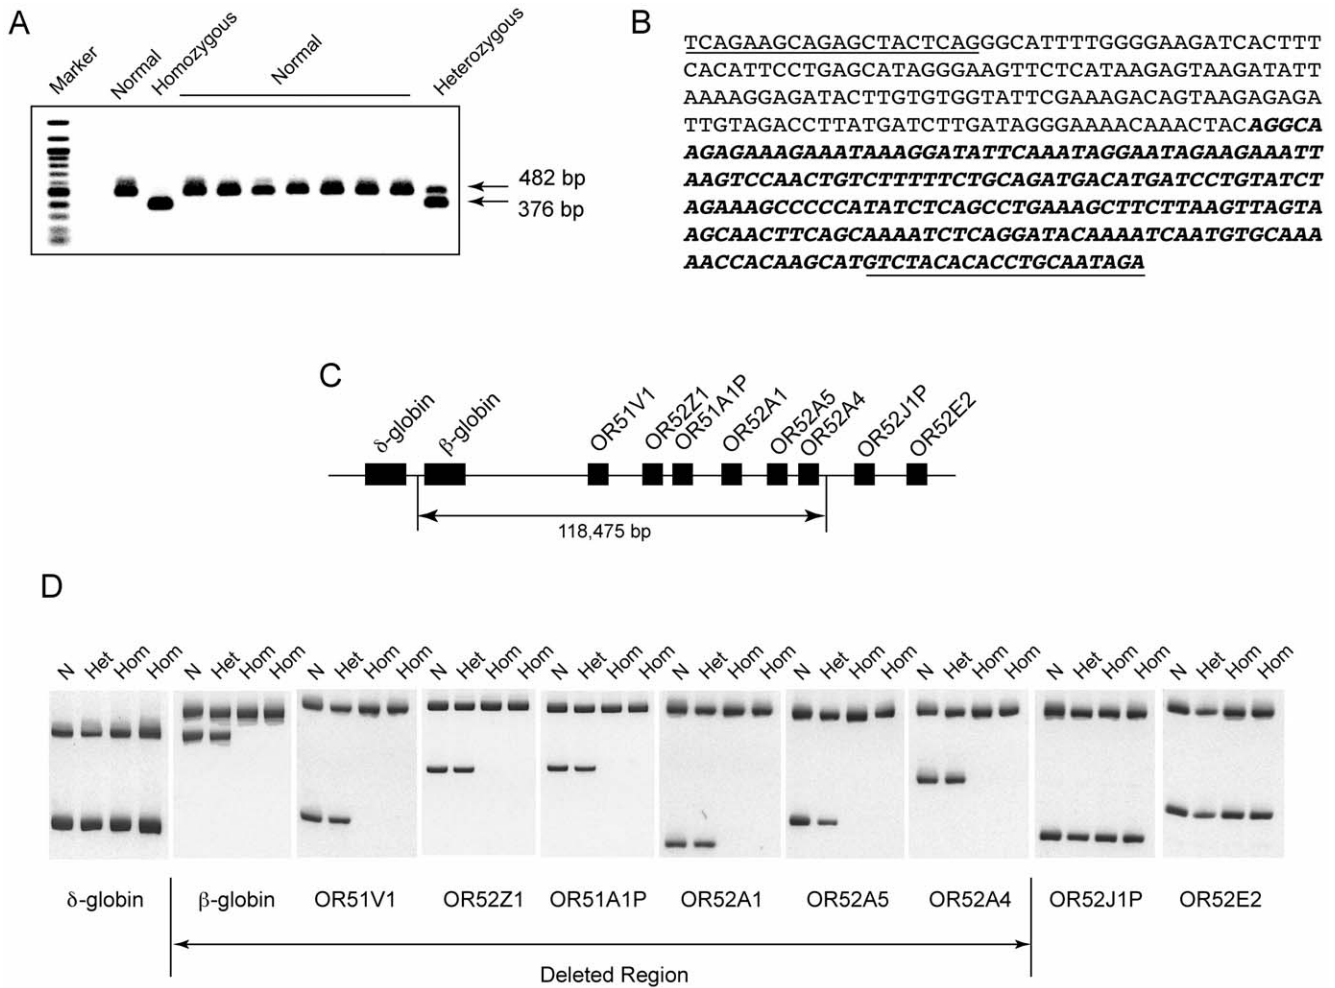 A
Marker
Normal
Homozygous
Normal
Heterozygous
482 bp
376 bp
B
TCAGAAGCAGAGCTACTCAGGGCATTTTGGGGAAGATCACTTT
CACATTCCTGAGCATAGGGAAGTTCTCATAAGAGTAAGATATT
AAAAGGAGATACTTGTGTGGTATTCGAAAGACAGTAAGAGAGA
TTGTAGACCTTATGATCTTGATAGGGAAAACAAACTACAGGCA
AGAGAAAGAAATAAAGGATATTCAAATAGGAATAGAAGAAATT
AAGTCCAACTGTCTTTTTCTGCAGATGACATGATCCTGTATCT
AGAAAGCCCCCATATCTCAGCCTGAAAGCTTCTTAAGTTAGTA
AGCAACTTCAGCAAAATCTCAGGATACAAAATCAATGTGCAAA
AACCACAAGCATGTCTACACACCTGCAATAGA
C
δ-globin
β-globin
OR51V1
OR52Z1
OR51A1P
OR52A1
OR52A5
OR52A4
OR52J1P
OR52E2
118,475 bp
D
N Het Hom Hom
N Het Hom Hom
N Het Hom Hom
N Het Hom Hom
N Het Hom Hom
N Het Hom Hom
N Het Hom Hom
N Het Hom Hom
N Het Hom Hom
N Het Hom Hom
δ-globin
β-globin
OR51V1
OR52Z1
OR51A1P
OR52A1
OR52A5
OR52A4
OR52J1P
OR52E2
Deleted Region